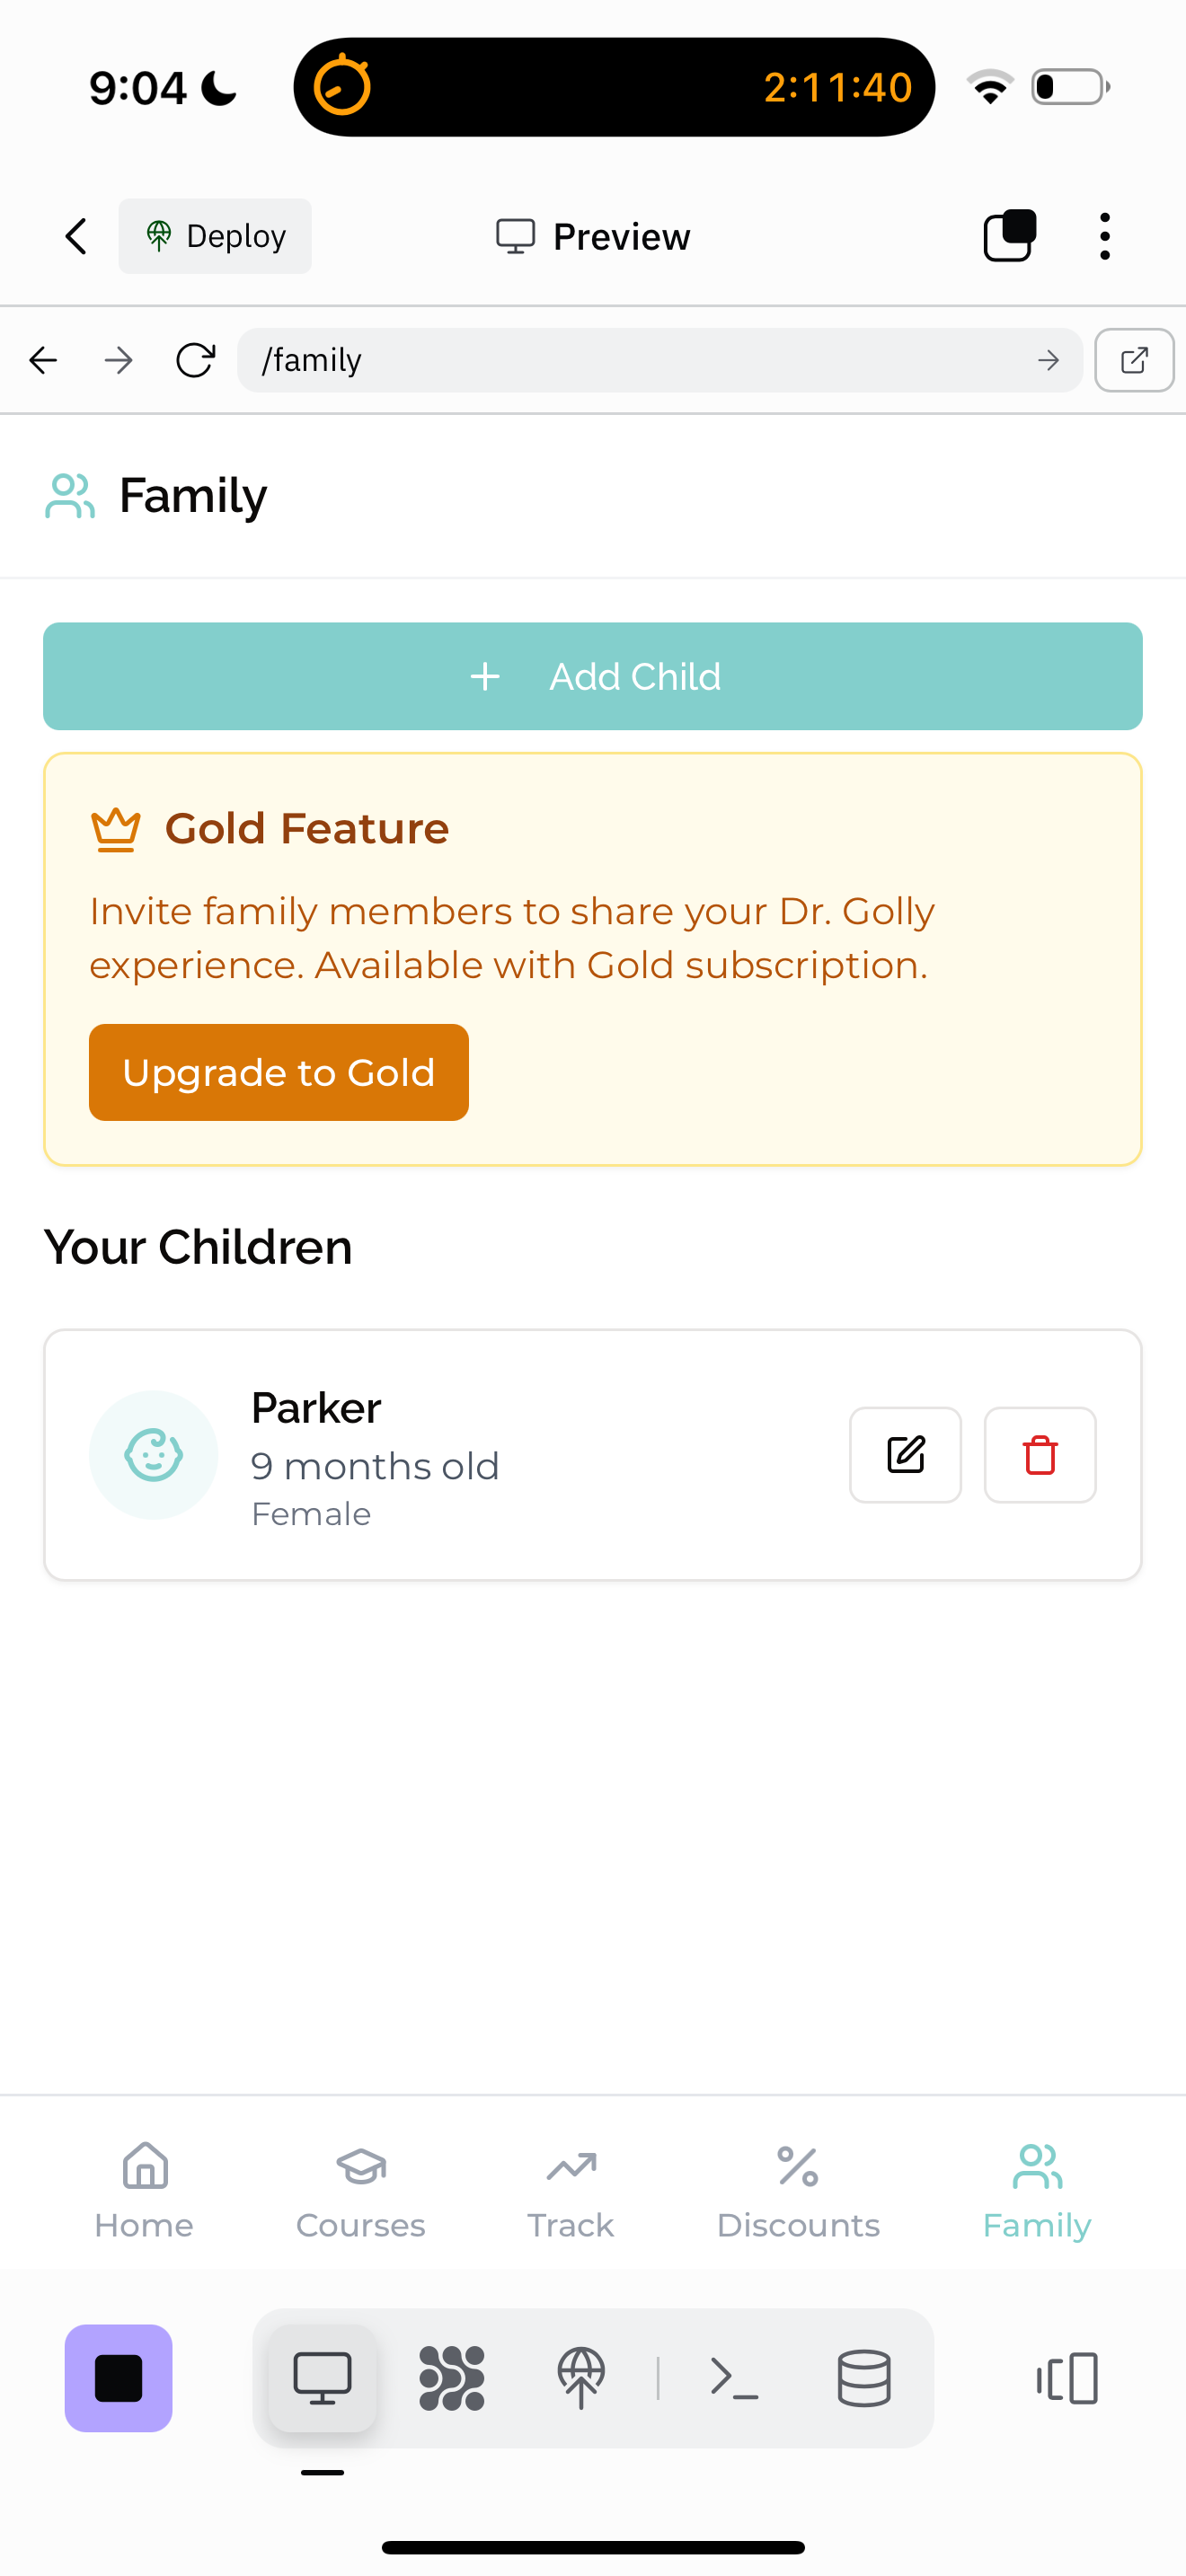 9:04
2:11:40
Deploy
Preview
/family
Family
Add Child
Gold Feature
Invite family members to share your Dr. Golly
experience. Available with Gold subscription.
Upgrade to Gold
Your Children
Parker
9 months old
Female
Home
Courses
Track
Discounts
Family